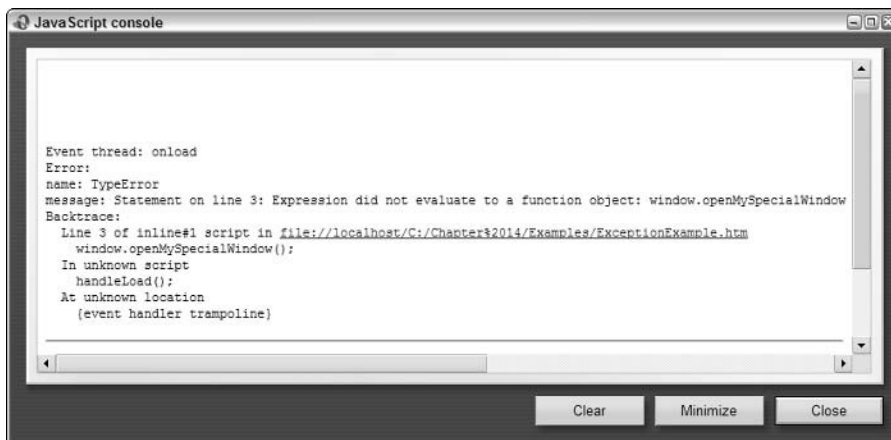 JavaScript console
Event thread: onload
Error:
name: TypeError
message: Statement on line 3: Expression did not evaluate to a function object: window.openMySpecialWindow
Backtrace:
Line 3 of inline#1 script in file://localhost/C:/Chapter%2014/Examples/ExceptionExample.htm
window.openMySpecialWindow();
In unknown script
handleLoad();
At unknown location
{event handler trampoline}
Clear Minimize Close